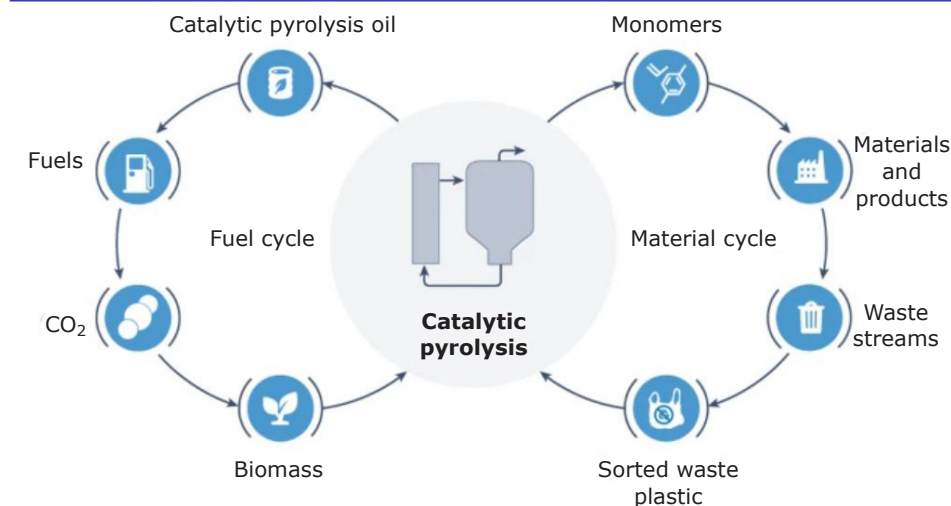 Catalytic pyrolysis oil
Monomers
Fuels
Materials
and
products
Fuel cycle
Material cycle
CO₂
Catalytic
pyrolysis
Waste
streams
Biomass
Sorted waste
plastic